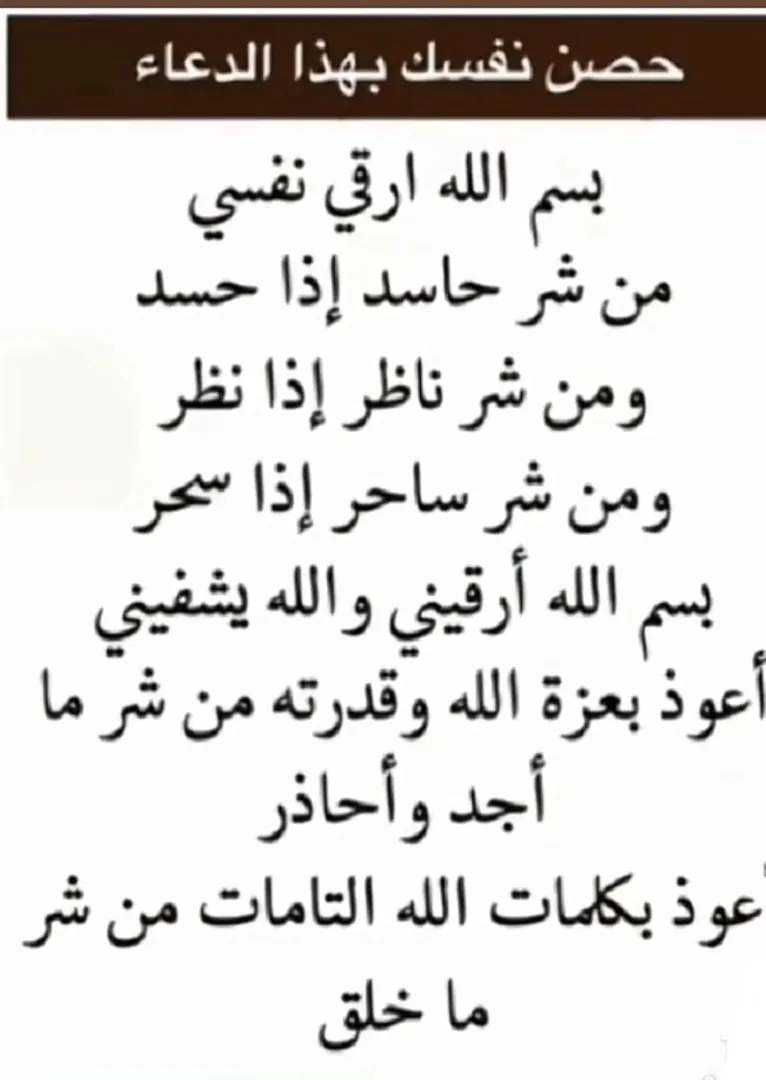 حصن نفسك بهذا الدعاء
بسم الله ارقي نفسي
من شر حاسد إذا حسد
ومن شر ناظر إذا نظر
ومن شر ساحر إذا سحر
بسم الله أرقيني والله يشفيني
أعوذ بعزة الله وقدرته من شر ما
أجد وأحاذر
عوذ بكلمات الله التامات من شر
ما خلق